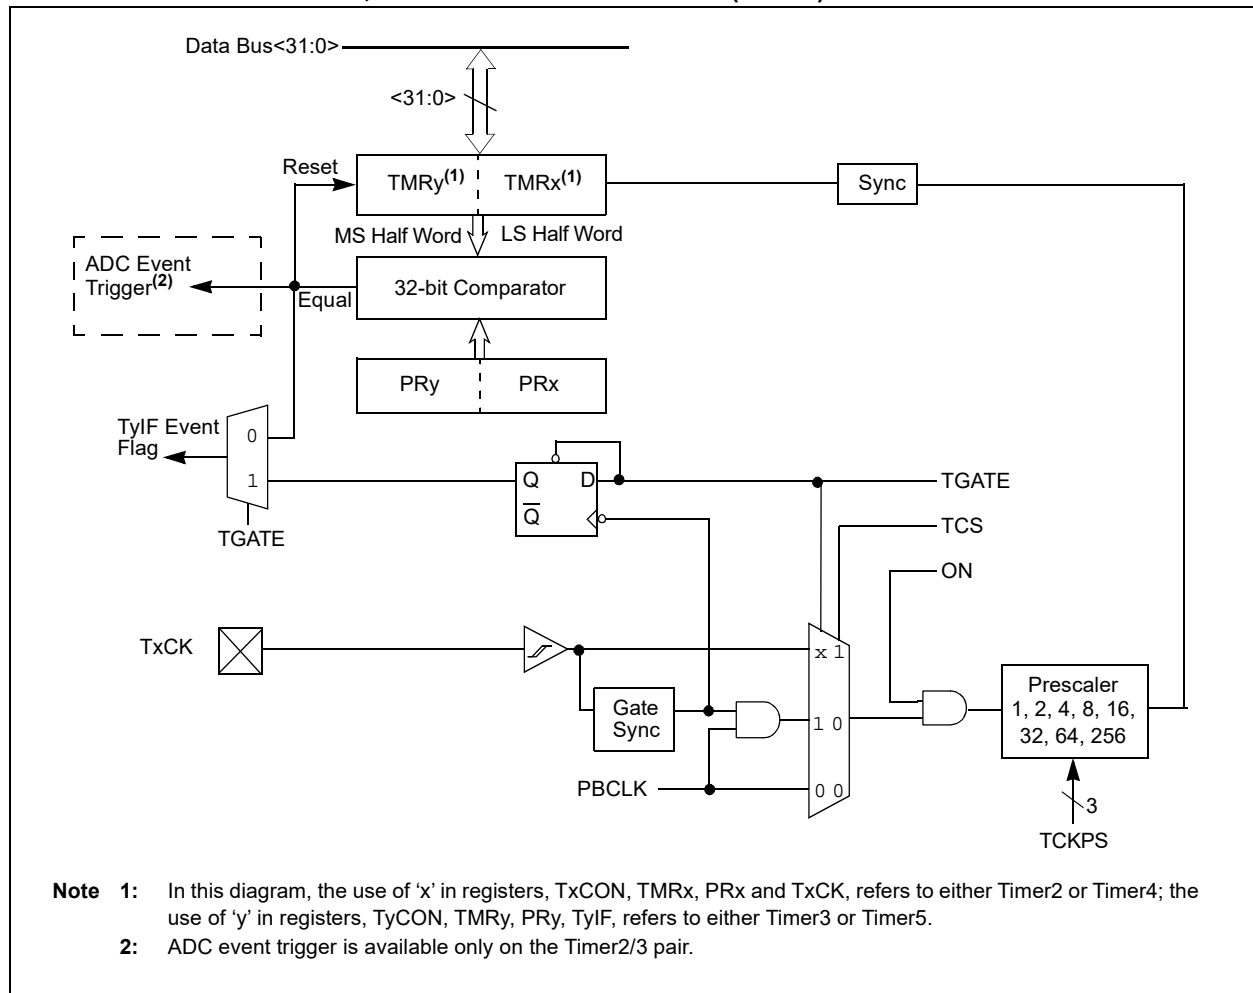 Data Bus<31:0>
<31:0>
Reset
TMRy(1)
TMRx(1)
Sync
MS Half Word
LS Half Word
ADC Event
Trigger(2)
Equal
32-bit Comparator
PRy
PRx
TyIF Event
Flag
0
1
TGATE
Q
D
Q
TGATE
TCS
ON
TxCK
x 1
Gate
Sync
1 0
Prescaler
1, 2, 4, 8, 16,
32, 64, 256
PBCLK
0 0
3
TCKPS
Note 1: In this diagram, the use of ‘x’ in registers, TxCON, TMRx, PRx and TxCK, refers to either Timer2 or Timer4; the
use of ‘y’ in registers, TyCON, TMRy, PRy, TyIF, refers to either Timer3 or Timer5.
2: ADC event trigger is available only on the Timer2/3 pair.